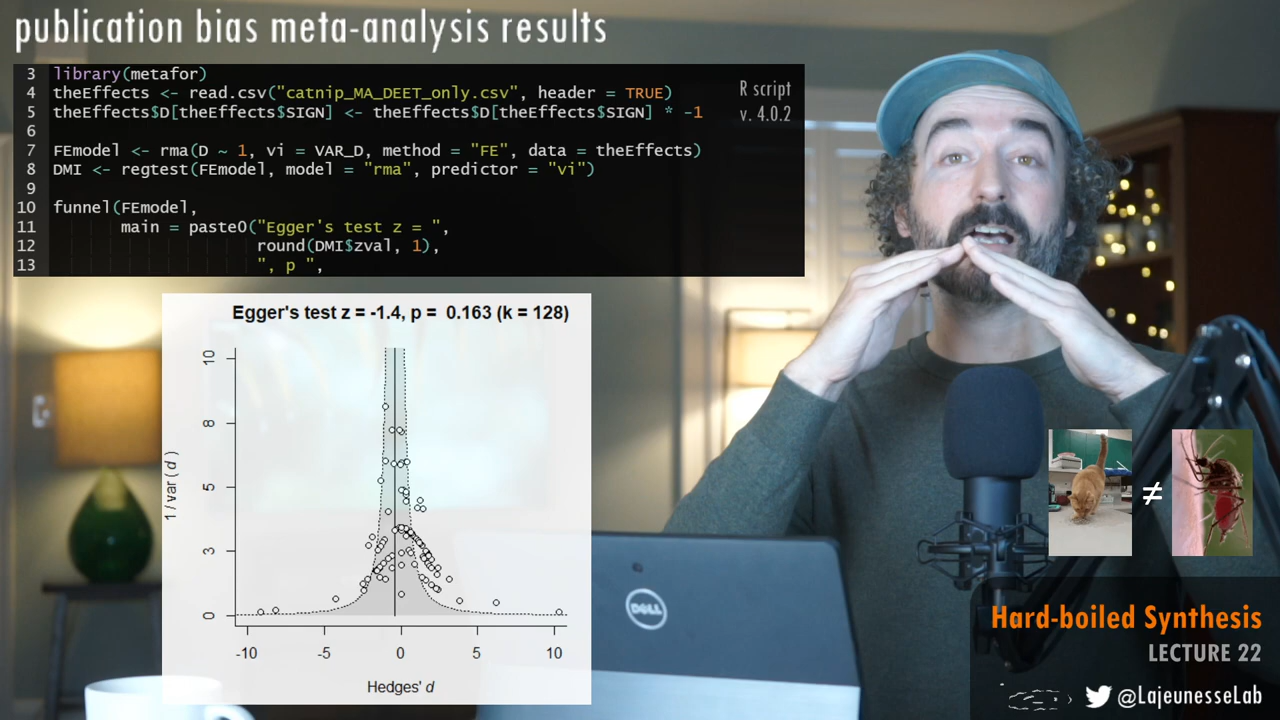 publication bias meta-analysis results
3 library(metafor)
4 theEffects <- read.csv("catnip_MA_DEET_only.csv", header = TRUE)
5 theEffects$D[theEffects$SIGN] <- theEffects$D[theEffects$SIGN] * -1
6
7 FEmodel <- rma(D ~ 1, vi = VAR_D, method = "FE", data = theEffects)
8 DMI <- regtest(FEmodel, model = "rma", predictor = "vi")
9
10 funnel(FEmodel,
11 main = paste0("Egger's test z = ",
12 round(DMI$zval, 1),
13 ", p ",
R script
v. 4.0.2
Egger's test z = -1.4, p = 0.163 (k = 128)
10
8
5
3
0
1 / var ( d )
-10 -5 0 5 10
Hedges' d
DELL
≠
Hard-boiled Synthesis
LECTURE 22
@LajeunesseLab